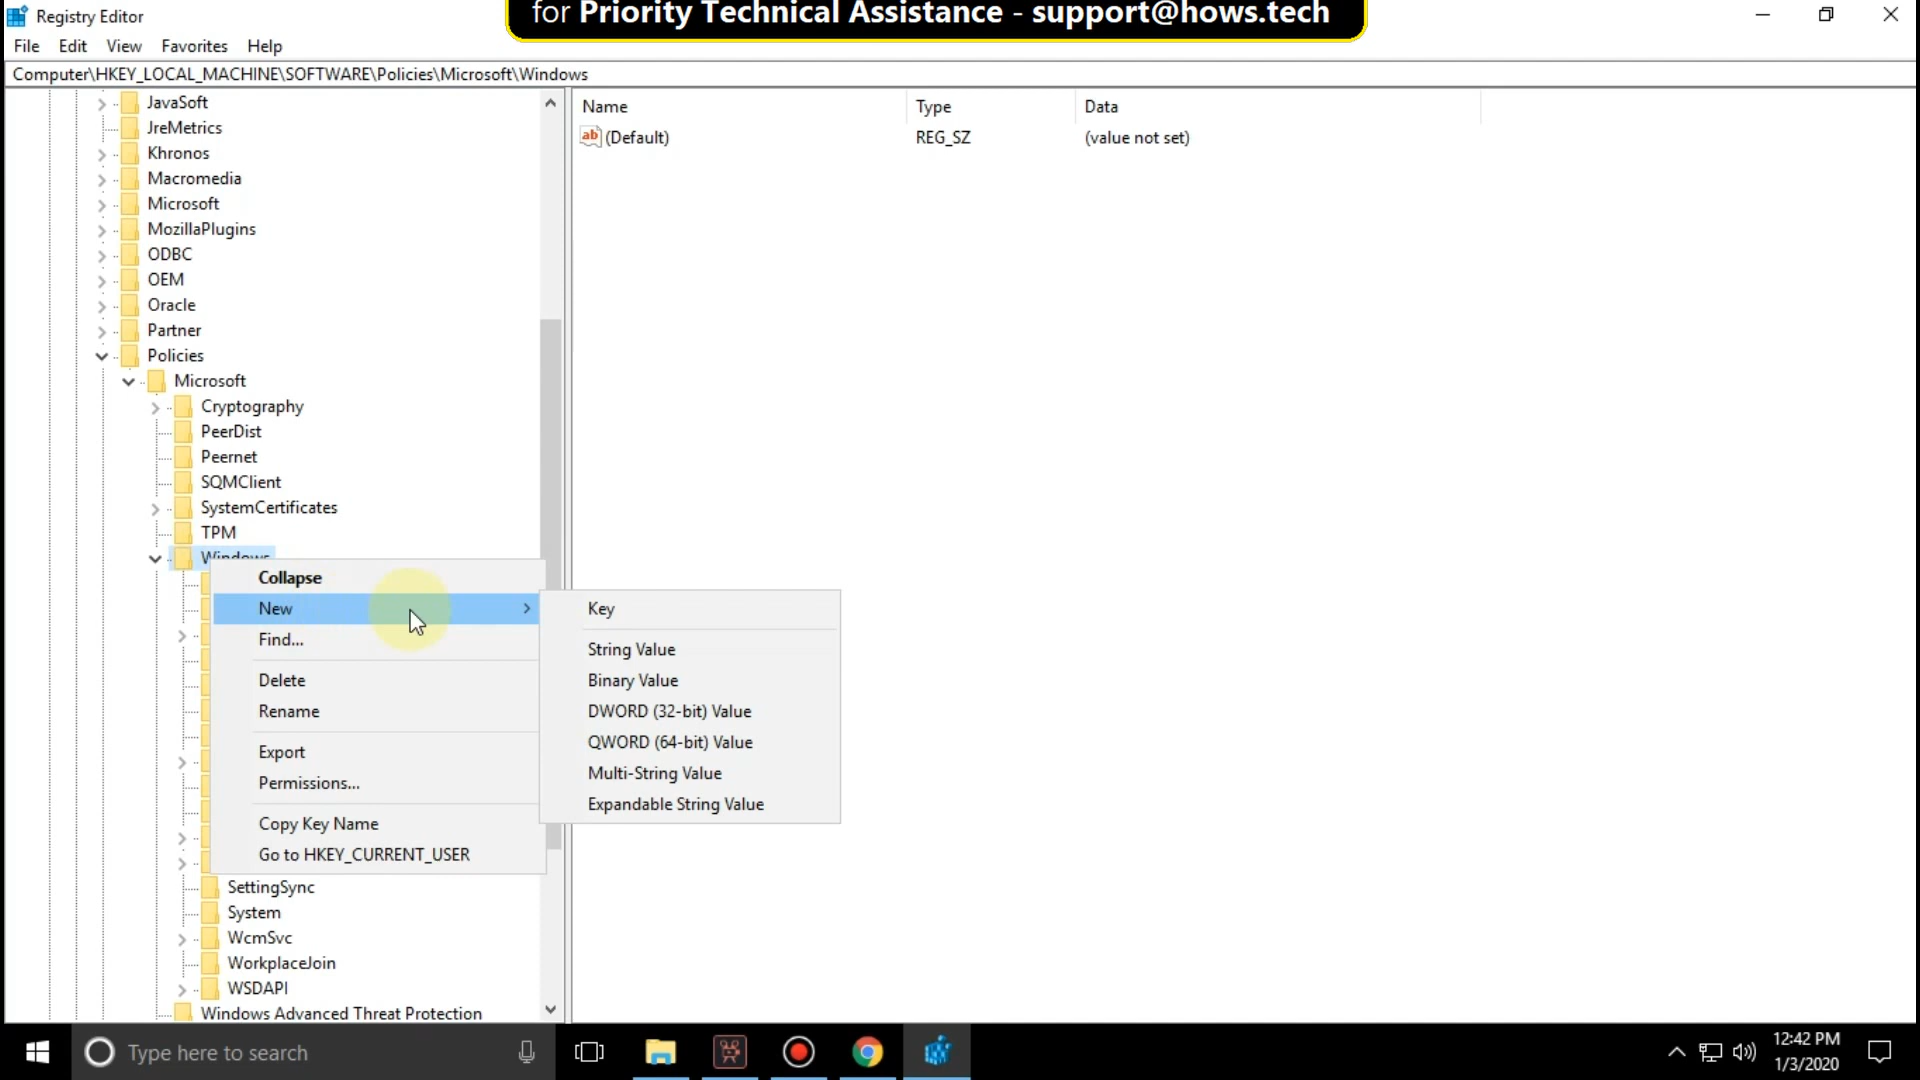 for Priority Technical Assistance - support@hows.tech
Registry Editor
File Edit View Favorites Help
Computer\HKEY_LOCAL_MACHINE\SOFTWARE\Policies\Microsoft\Windows
Name Type Data
ab (Default) REG_SZ (value not set)
JavaSoft
JreMetrics
Khronos
Macromedia
Microsoft
MozillaPlugins
ODBC
OEM
Oracle
Partner
Policies
Microsoft
Cryptography
PeerDist
Peernet
SQMClient
SystemCertificates
TPM
Windows
Collapse
New
Find...
Delete
Rename
Export
Permissions...
Copy Key Name
Go to HKEY_CURRENT_USER
Key
String Value
Binary Value
DWORD (32-bit) Value
QWORD (64-bit) Value
Multi-String Value
Expandable String Value
SettingSync
System
WcmSvc
WorkplaceJoin
WSDAPI
Windows Advanced Threat Protection
Type here to search
12:42 PM
1/3/2020